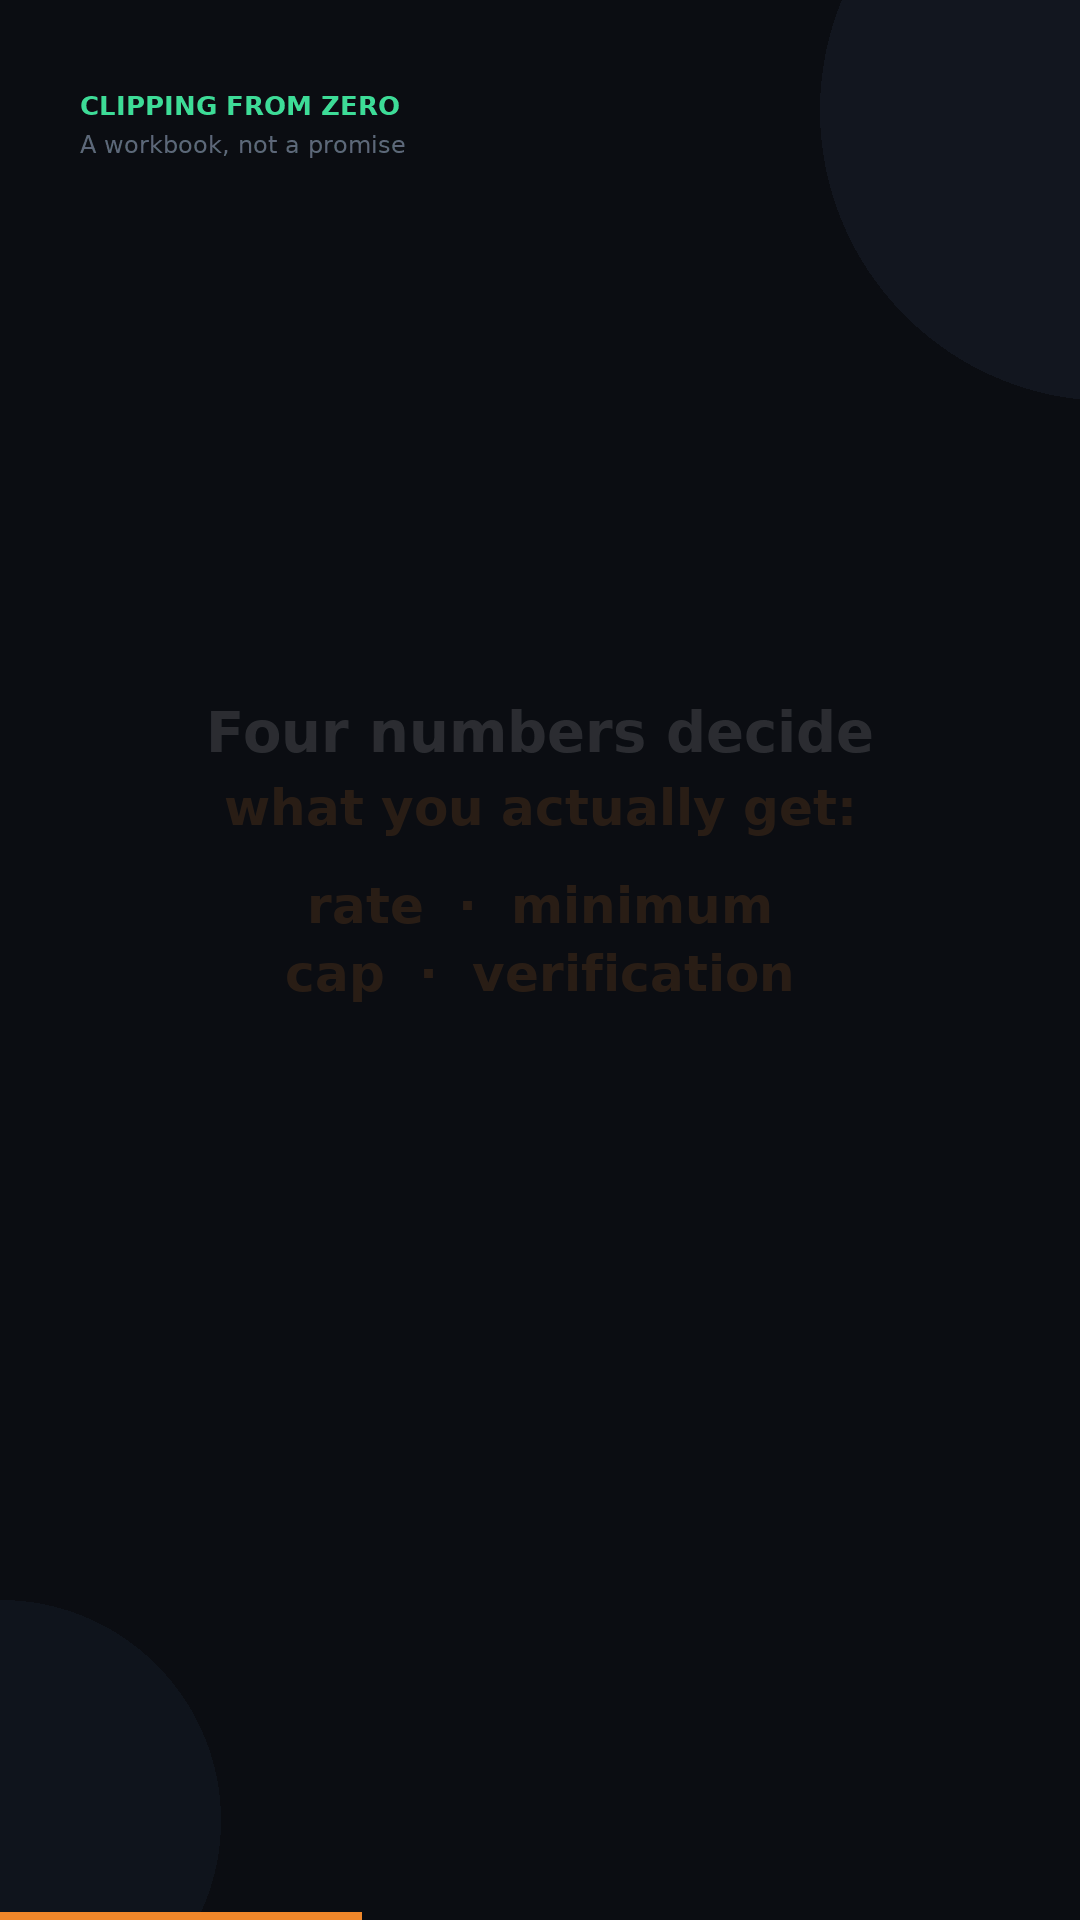 CLIPPING FROM ZERO
A workbook, not a promise
Four numbers decide
what you actually get:
rate · minimum
cap · verification